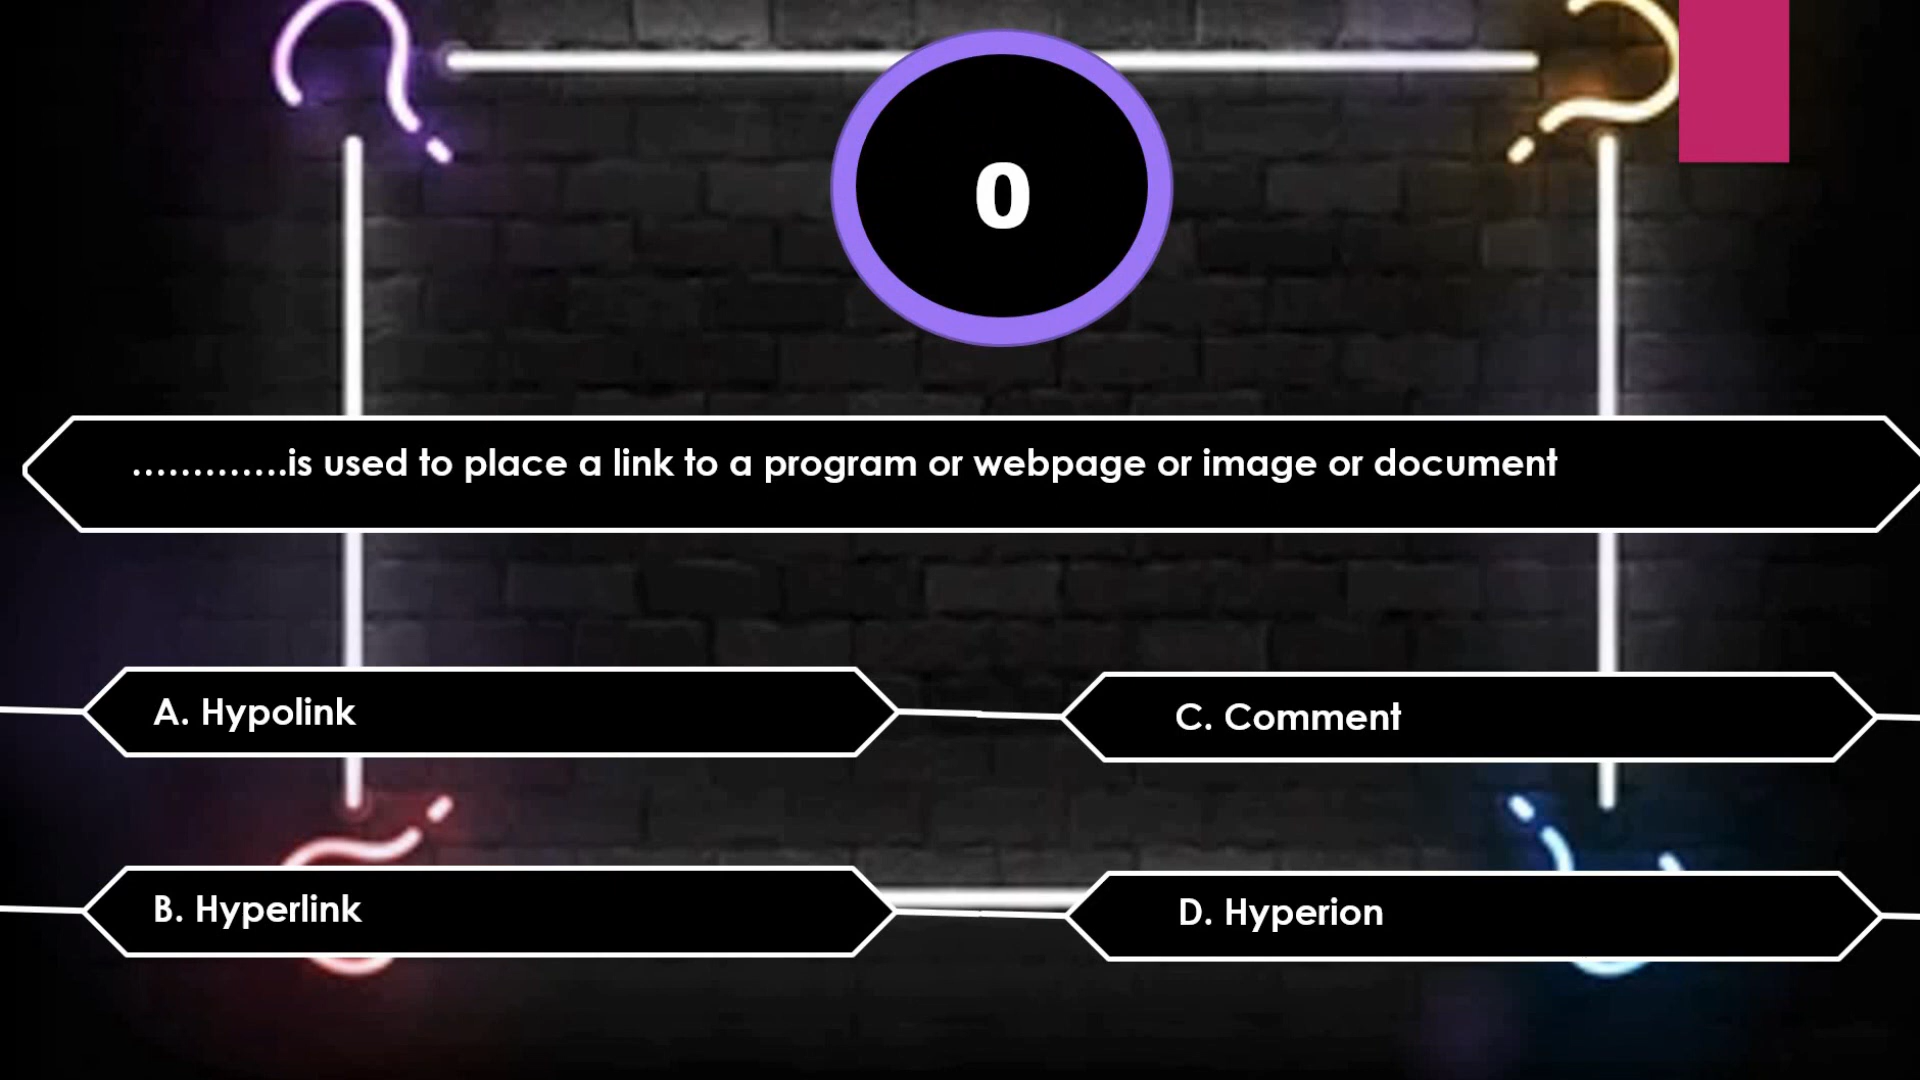 0
.............is used to place a link to a program or webpage or image or document
A. Hypolink
C. Comment
B. Hyperlink
D. Hyperion